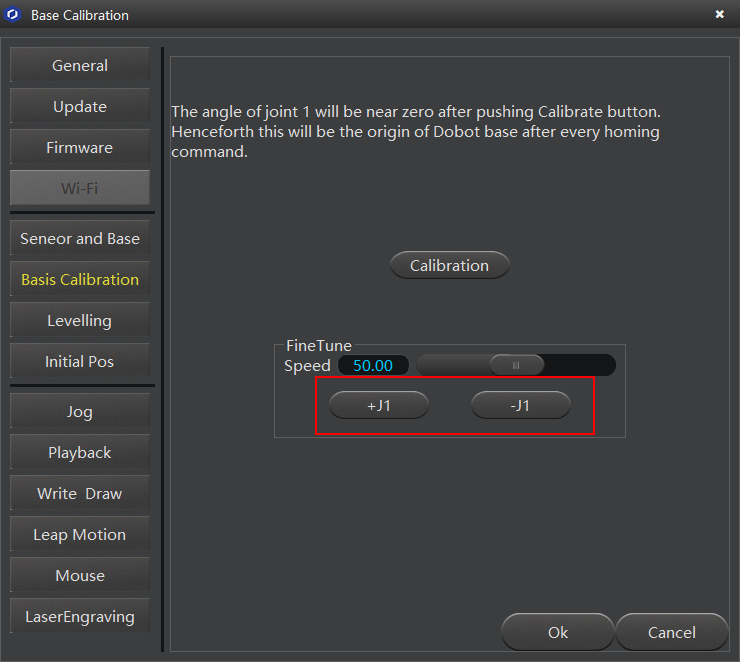 Base Calibration
General
Update
Firmware
Wi-Fi
Seneor and Base
Basis Calibration
Levelling
Initial Pos
Jog
Playback
Write Draw
Leap Motion
Mouse
LaserEngraving
The angle of joint 1 will be near zero after pushing Calibrate button.
Henceforth this will be the origin of Dobot base after every homing
command.
Calibration
FineTune
Speed 50.00
+J1 -J1
Ok Cancel